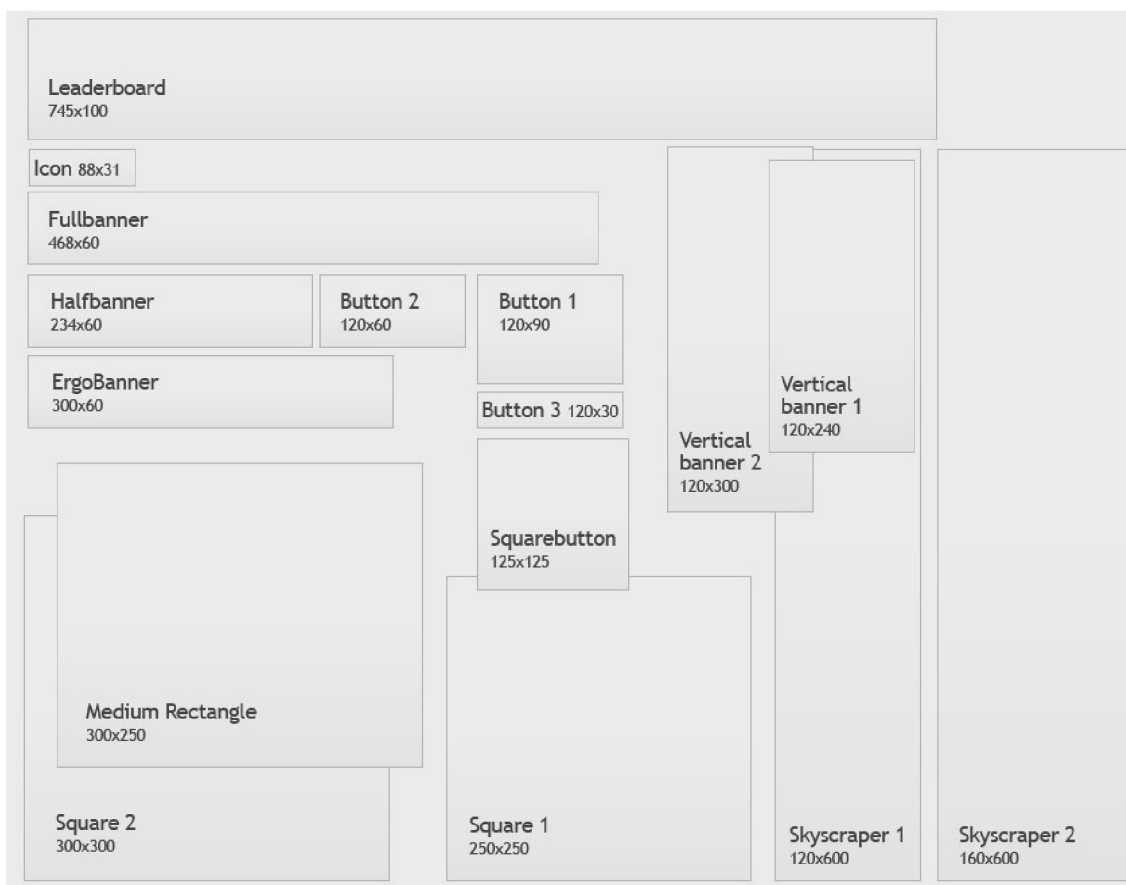 Leaderboard
745x100
Icon 88x31
Fullbanner
468x60
Halfbanner
234x60
Button 2
120x60
Button 1
120x90
ErgoBanner
300x60
Button 3 120x30
Vertical
banner 1
120x240
Vertical
banner 2
120x300
Squarebutton
125x125
Medium Rectangle
300x250
Square 2
300x300
Square 1
250x250
Skyscraper 1
120x600
Skyscraper 2
160x600